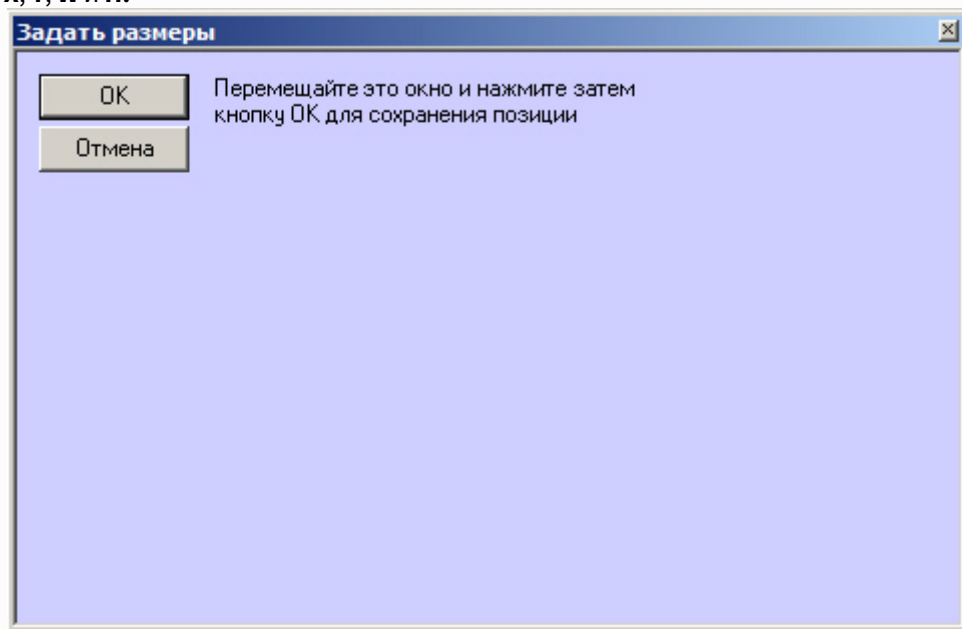 Задать размеры
OK
Перемещайте это окно и нажмите затем
кнопку OK для сохранения позиции
Отмена